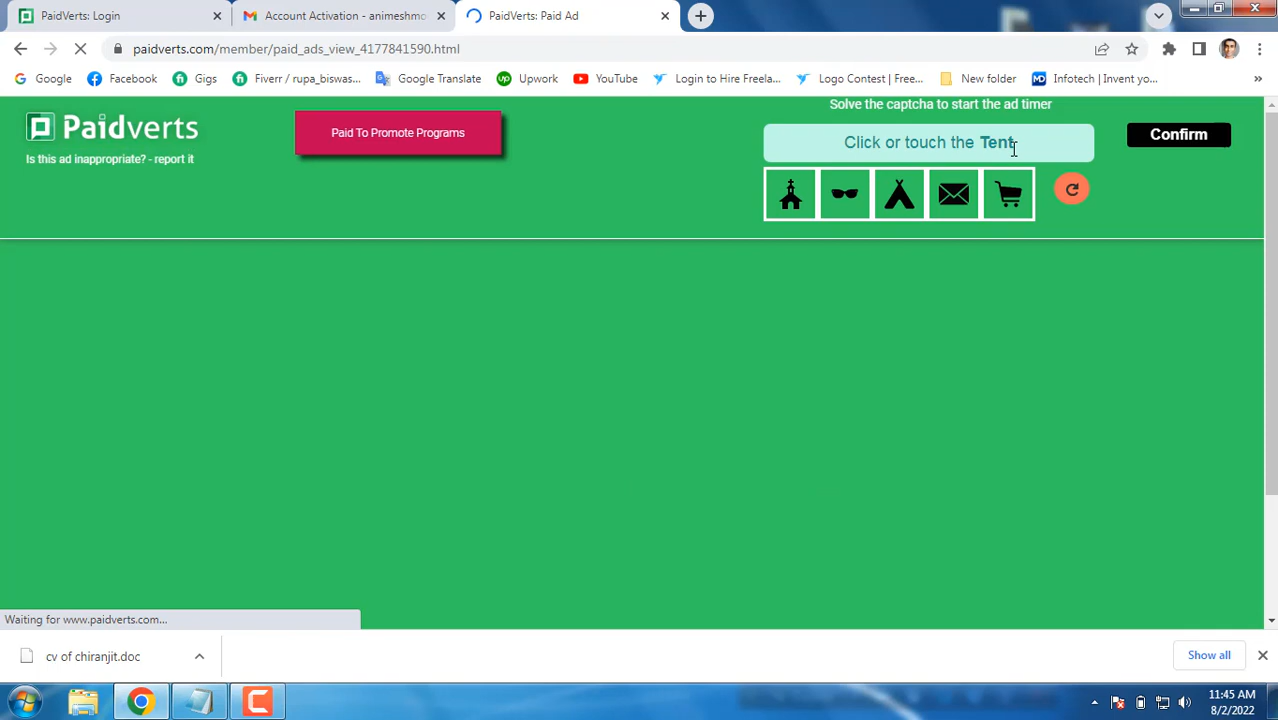 PaidVerts: Login
Account Activation - animeshmo
PaidVerts: Paid Ad
paidverts.com/member/paid_ads_view_4177841590.html
Google
Facebook
Gigs
Fiverr / rupa_biswas...
Google Translate
Upwork
YouTube
Login to Hire Freela...
Logo Contest | Free...
New folder
MD
Infotech | Invent yo...
»
Paidverts
Is this ad inappropriate? - report it
Paid To Promote Programs
Solve the captcha to start the ad timer
Click or touch the Tent.
Confirm
Waiting for www.paidverts.com...
cv of chiranjit.doc
Show all
11:45 AM
8/2/2022